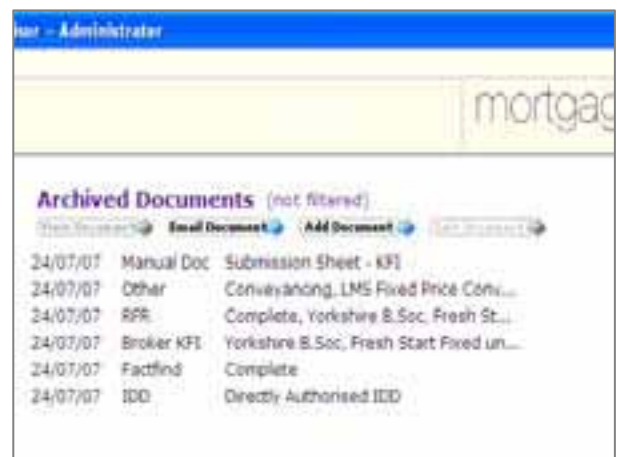 - Administrator
mortgag
Archived Documents (not filtered)
Email Document Add Document
24/07/07 Manual Doc Submission Sheet - KFI
24/07/07 Other Conveyancing, LMS Fixed Price Conv...
24/07/07 RFR Complete, Yorkshire B.Soc, Fresh St...
24/07/07 Broker KFI Yorkshire B.Soc, Fresh Start Fixed un...
24/07/07 Factfind Complete
24/07/07 IDD Directly Authorised IDD